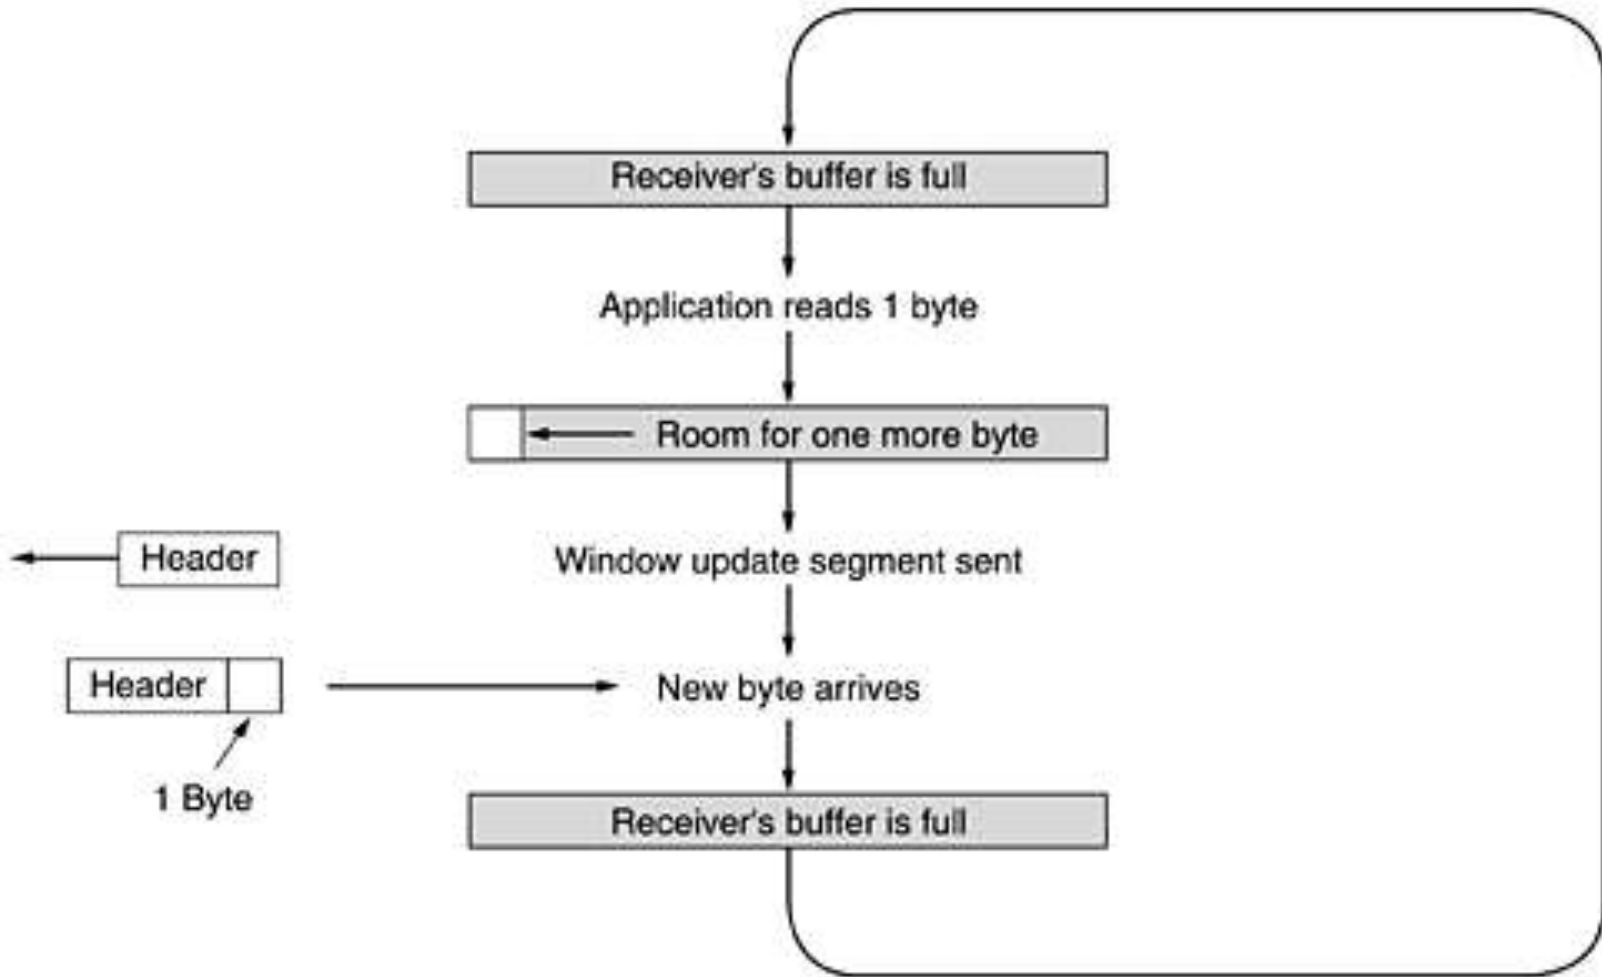 Receiver's buffer is full
Application reads 1 byte
Room for one more byte
Header
Window update segment sent
Header
New byte arrives
1 Byte
Receiver's buffer is full